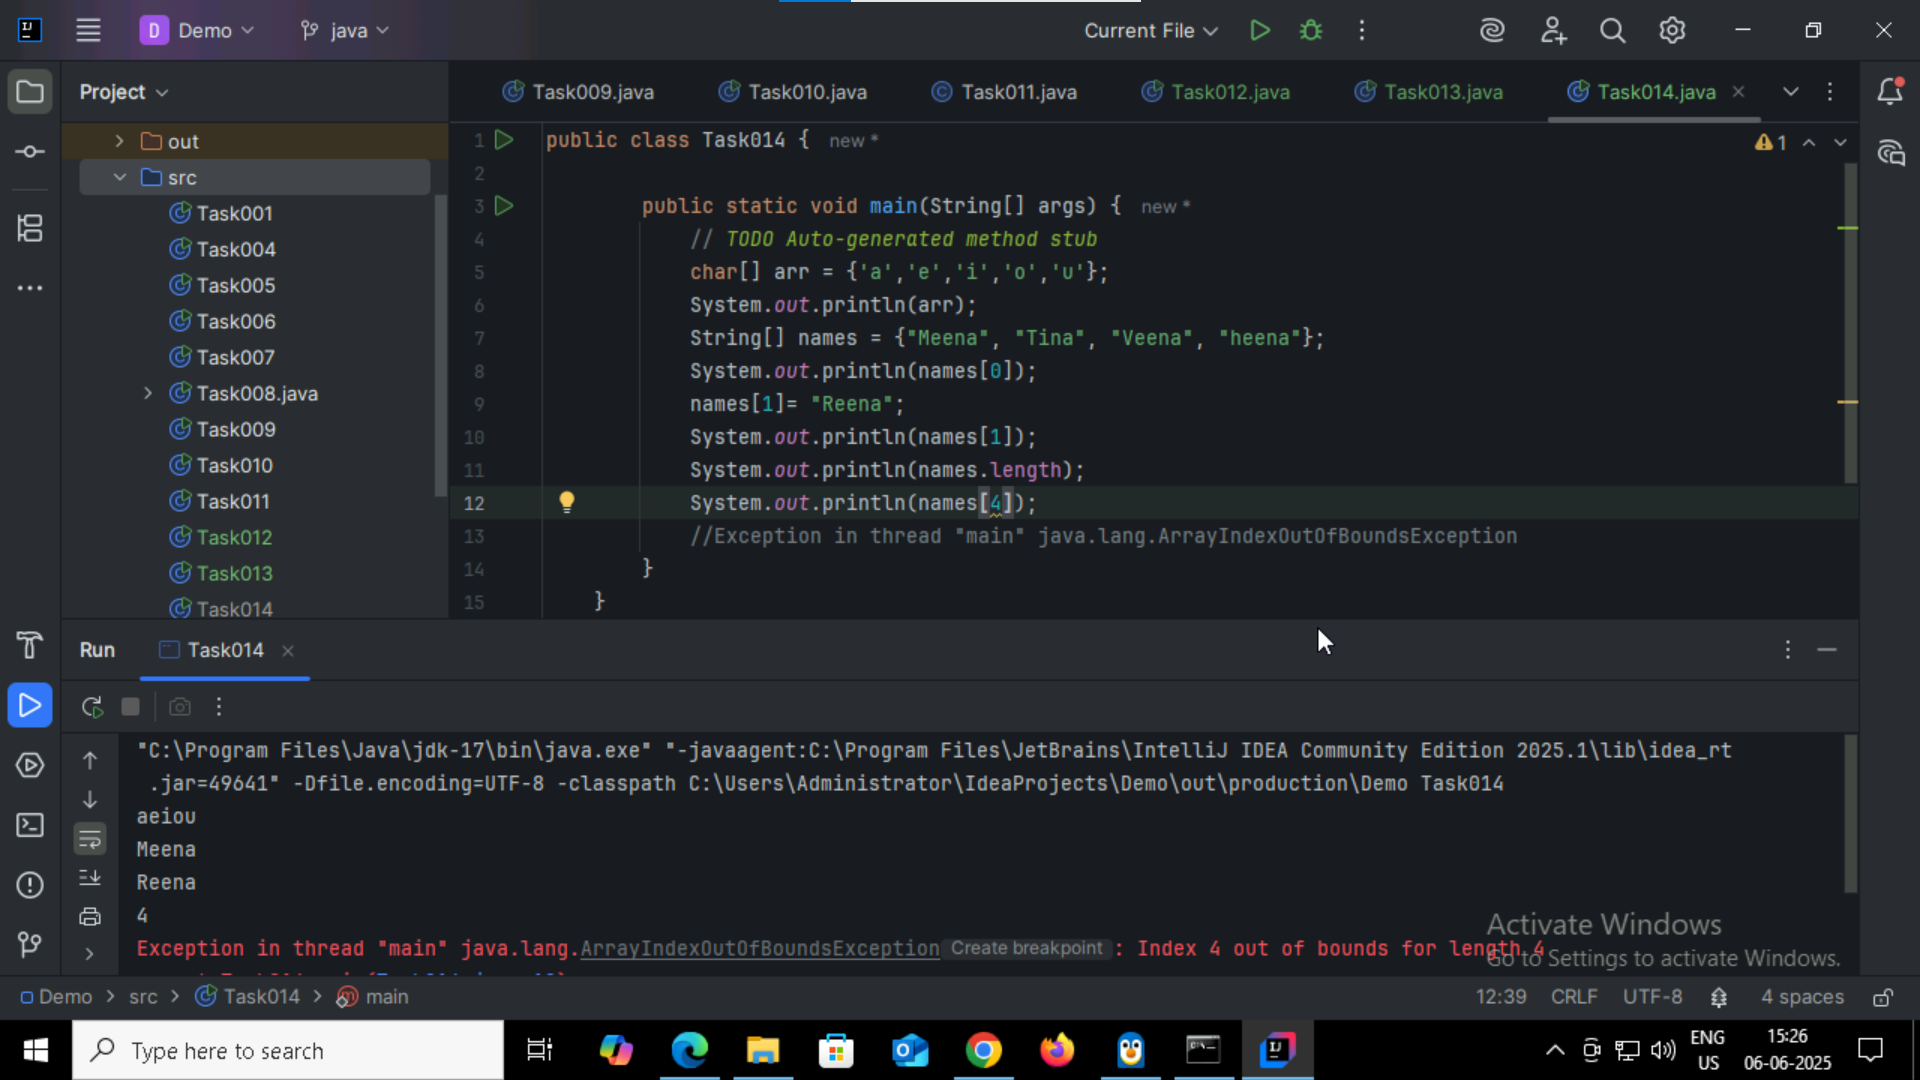 D Demo java Current File
Project Task009.java Task010.java Task011.java Task012.java Task013.java Task014.java
out
src
Task001
Task004
Task005
Task006
Task007
Task008.java
Task009
Task010
Task011
Task012
Task013
Task014
1 public class Task014 { new *
2
3 public static void main(String[] args) { new *
4 // TODO Auto-generated method stub
5 char[] arr = {'a','e','i','o','u'};
6 System.out.println(arr);
7 String[] names = {"Meena", "Tina", "Veena", "heena"};
8 System.out.println(names[0]);
9 names[1]= "Reena";
10 System.out.println(names[1]);
11 System.out.println(names.length);
12 System.out.println(names[4]);
13 //Exception in thread "main" java.lang.ArrayIndexOutOfBoundsException
14 }
15 }
1
Run Task014
"C:\Program Files\Java\jdk-17\bin\java.exe" "-javaagent:C:\Program Files\JetBrains\IntelliJ IDEA Community Edition 2025.1\lib\idea_rt
.jar=49641" -Dfile.encoding=UTF-8 -classpath C:\Users\Administrator\IdeaProjects\Demo\out\production\Demo Task014
aeiou
Meena
Reena
4
Exception in thread "main" java.lang.ArrayIndexOutOfBoundsException Create breakpoint : Index 4 out of bounds for length 4
Activate Windows
Go to Settings to activate Windows.
Demo > src > Task014 > main 12:39 CRLF UTF-8 4 spaces
Type here to search
ENG
US
15:26
06-06-2025